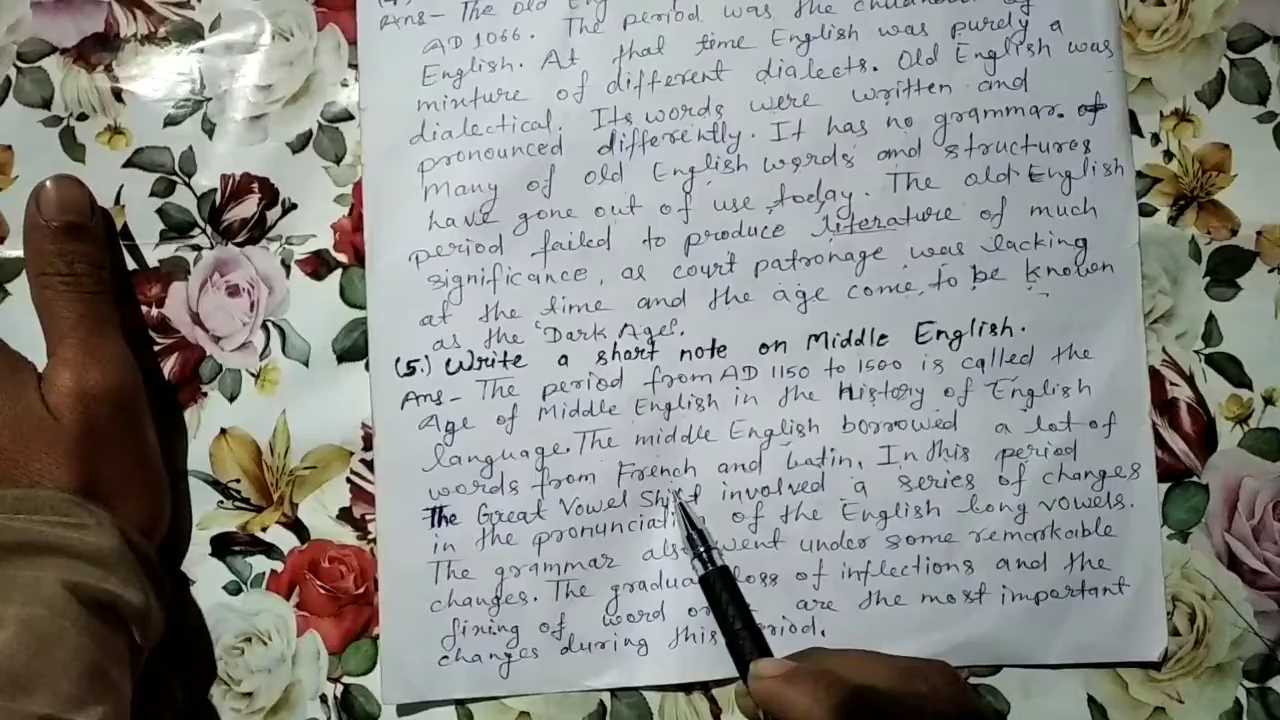 Ans- The Old Eng
AD 1066. The period was the
English. At that time English was purely a
mixture of different dialects. Old English was
dialectical. Its words were written and
pronounced differently. It has no grammar. of
many of old English words and structures
have gone out of use today. The old English
period failed to produce literature of much
significance, as court patronage was lacking
at the time and the age come, to be known
as the 'Dark Age'.
(5.) Write a short note on Middle English.
Ans- The period from AD 1150 to 1500 is called the
Age of Middle English in the history of English
language. The middle English borrowed a lot of
words from French and Latin. In this period
The Great Vowel Shift involved a series of changes
in the pronunciati of the English long vowels.
The grammar also went under some remarkable
changes. The gradual loss of inflections and the
fixing of word or are the most important
changes during this period.